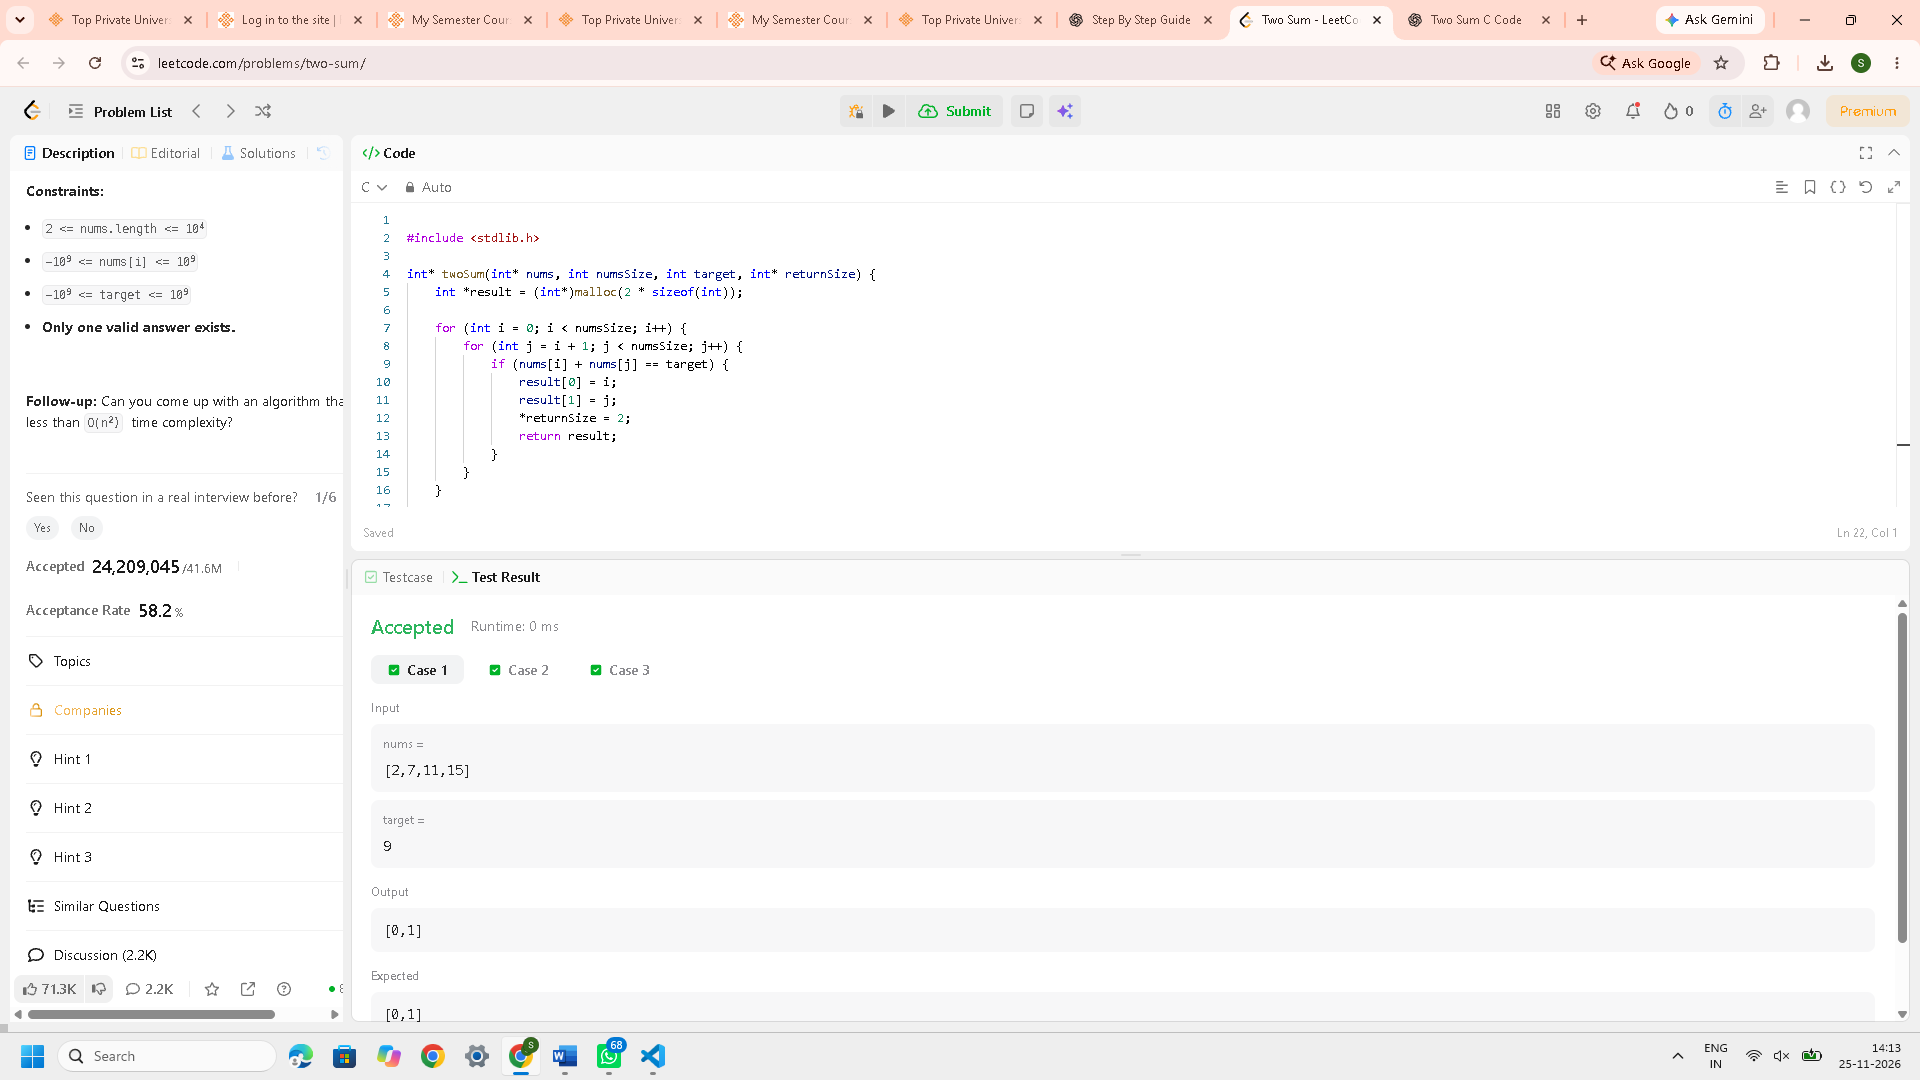 Top Private Univer
Log in to the site |
My Semester Cour
Top Private Univer
My Semester Cour
Top Private Univer
Step By Step Guide
Two Sum - LeetCo
Two Sum C Code
Ask Gemini
leetcode.com/problems/two-sum/
Ask Google
S
Problem List
Submit
0
Premium
Description
Editorial
Solutions
Constraints:
2 <= nums.length <= 10⁴
-10⁹ <= nums[i] <= 10⁹
-10⁹ <= target <= 10⁹
Only one valid answer exists.
Follow-up: Can you come up with an algorithm tha
less than O(n²) time complexity?
Seen this question in a real interview before? 1/6
Yes No
Accepted 24,209,045/41.6M
Acceptance Rate 58.2 %
Topics
Companies
Hint 1
Hint 2
Hint 3
Similar Questions
Discussion (2.2K)
71.3K 2.2K
Code
C Auto
1
2 #include <stdlib.h>
3
4 int* twoSum(int* nums, int numsSize, int target, int* returnSize) {
5 int *result = (int*)malloc(2 * sizeof(int));
6
7 for (int i = 0; i < numsSize; i++) {
8 for (int j = i + 1; j < numsSize; j++) {
9 if (nums[i] + nums[j] == target) {
10 result[0] = i;
11 result[1] = j;
12 *returnSize = 2;
13 return result;
14 }
15 }
16 }
17
Saved
Ln 22, Col 1
Testcase
Test Result
Accepted Runtime: 0 ms
Case 1 Case 2 Case 3
Input
nums =
[2,7,11,15]
target =
9
Output
[0,1]
Expected
[0,1]
Search
S
68
ENG
IN
14:13
25-11-2026